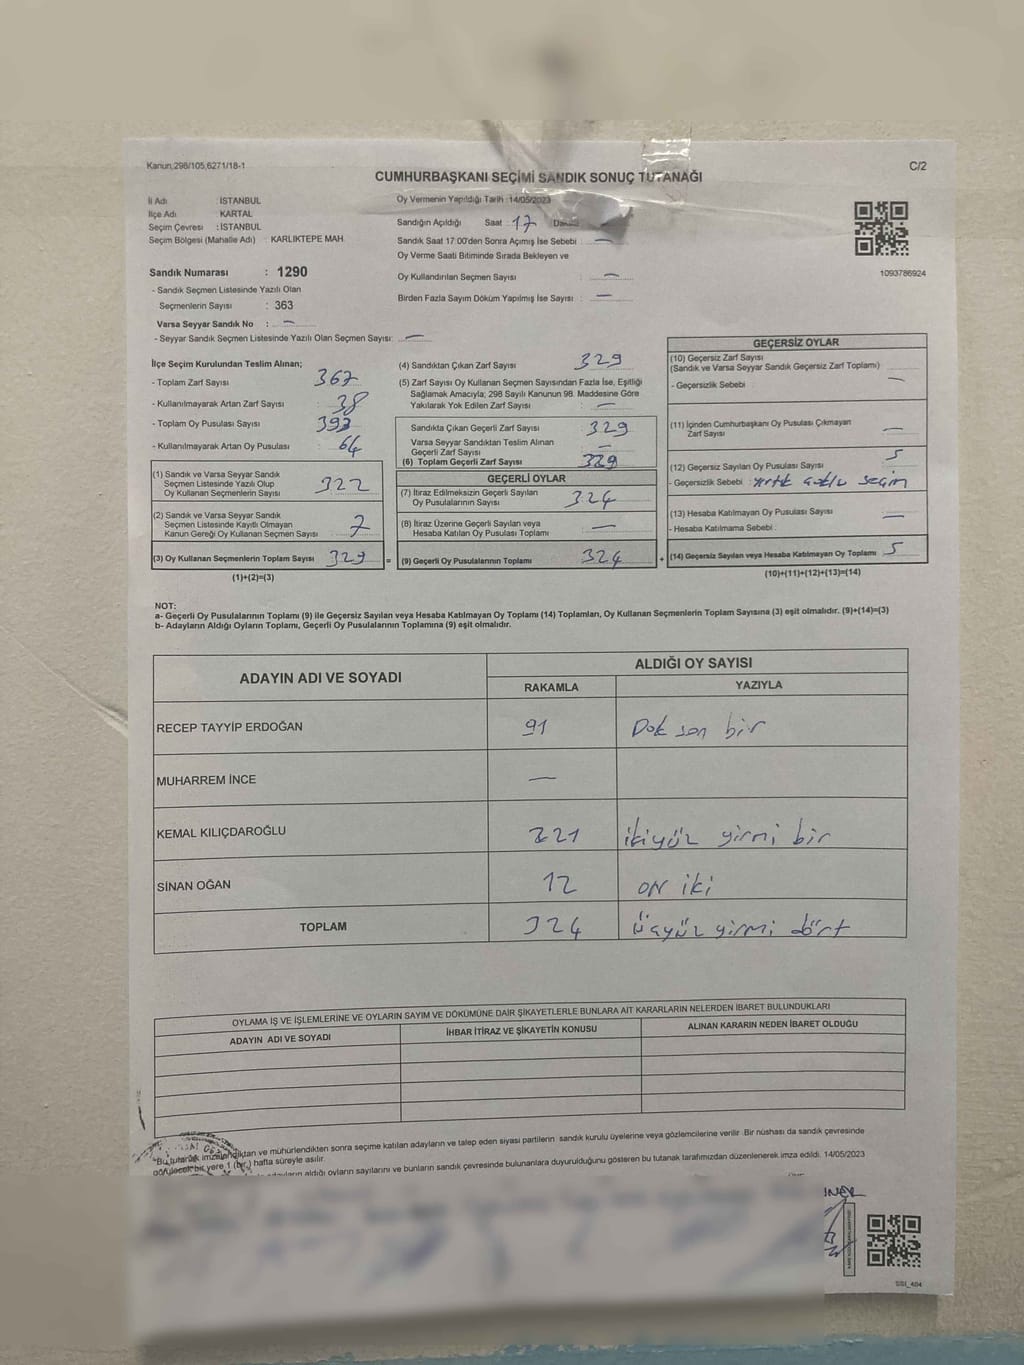 Kanun;298/105,6271/18-1
C/2
CUMHURBAŞKANI SEÇİMİ SANDIK SONUÇ TUTANAĞI
İl Adı : İSTANBUL
İlçe Adı : KARTAL
Seçim Çevresi : İSTANBUL
Seçim Bölgesi (Mahalle Adı) : KARLIKTEPE MAH.
Sandık Numarası : 1290
- Sandık Seçmen Listesinde Yazılı Olan
Seçmenlerin Sayısı : 363
Varsa Seyyar Sandık No : —
- Seyyar Sandık Seçmen Listesinde Yazılı Olan Seçmen Sayısı: —
Oy Vermenin Yapıldığı Tarih :14/05/2023
Sandığın Açıldığı Saat : 17
Sandık Saat 17:00'den Sonra Açımış İse Sebebi : —
Oy Verme Saati Bitiminde Sırada Bekleyen ve
Oy Kullandırılan Seçmen Sayısı : —
Birden Fazla Sayım Döküm Yapılmış İse Sayısı : —
1093786924
İlçe Seçim Kurulundan Teslim Alınan;
- Toplam Zarf Sayısı : 367
- Kullanılmayarak Artan Zarf Sayısı : 38
- Toplam Oy Pusulası Sayısı : 393
- Kullanılmayarak Artan Oy Pusulası : 64
(1) Sandık ve Varsa Seyyar Sandık
Seçmen Listesinde Yazılı Olup
Oy Kullanan Seçmenlerin Sayısı : 322
(2) Sandık ve Varsa Seyyar Sandık
Seçmen Listesinde Kayıtlı Olmayan
Kanun Gereği Oy Kullanan Seçmen Sayısı : 7
(3) Oy Kullanan Seçmenlerin Toplam Sayısı : 329
(1)+(2)=(3)
(4) Sandıktan Çıkan Zarf Sayısı : 329
(5) Zarf Sayısı Oy Kullanan Seçmen Sayısından Fazla İse, Eşitliği
Sağlamak Amacıyla; 298 Sayılı Kanunun 98. Maddesine Göre
Yakılarak Yok Edilen Zarf Sayısı : —
Sandıkta Çıkan Geçerli Zarf Sayısı : 329
Varsa Seyyar Sandıktan Teslim Alınan
Geçerli Zarf Sayısı : —
(6) Toplam Geçerli Zarf Sayısı : 329
GEÇERLİ OYLAR
(7) İtiraz Edilmeksizin Geçerli Sayılan
Oy Pusulalarının Sayısı : 324
(8) İtiraz Üzerine Geçerli Sayılan veya
Hesaba Katılan Oy Pusulası Toplamı : —
= (9) Geçerli Oy Pusulalarının Toplamı : 324 +
GEÇERSİZ OYLAR
(10) Geçersiz Zarf Sayısı
(Sandık ve Varsa Seyyar Sandık Geçersiz Zarf Toplamı)
- Geçersizlik Sebebi : —
(11) İçinden Cumhurbaşkanı Oy Pusulası Çıkmayan
Zarf Sayısı : —
(12) Geçersiz Sayılan Oy Pusulası Sayısı : 5
- Geçersizlik Sebebi : seçim
(13) Hesaba Katılmayan Oy Pusulası Sayısı : —
- Hesaba Katılmama Sebebi :
(14) Geçersiz Sayılan veya Hesaba Katılmayan Oy Toplamı : 5
(10)+(11)+(12)+(13)=(14)
NOT:
a- Geçerli Oy Pusulalarının Toplamı (9) ile Geçersiz Sayılan veya Hesaba Katılmayan Oy Toplamı (14) Toplamları, Oy Kullanan Seçmenlerin Toplam Sayısına (3) eşit olmalıdır. (9)+(14)=(3)
b- Adayların Aldığı Oyların Toplamı, Geçerli Oy Pusulalarının Toplamına (9) eşit olmalıdır.
ADAYIN ADI VE SOYADI
ALDIĞI OY SAYISI
RAKAMLA YAZIYLA
RECEP TAYYİP ERDOĞAN 91 Dok san bir
MUHARREM İNCE —
KEMAL KILIÇDAROĞLU 221 ikiyüz yirmi bir
SİNAN OĞAN 12 on iki
TOPLAM 324 üçyüz yirmi dört
OYLAMA İŞ VE İŞLEMLERİNE VE OYLARIN SAYIM VE DÖKÜMÜNE DAİR ŞİKAYETLERLE BUNLARA AİT KARARLARIN NELERDEN İBARET BULUNDUKLARI
ADAYIN ADI VE SOYADI İHBAR İTİRAZ VE ŞİKAYETİN KONUSU ALINAN KARARIN NEDEN İBARET OLDUĞU
*Bu tutanak imzalandıktan ve mühürlendikten sonra seçime katılan adayların ve talep eden siyasi partilerin sandık kurulu üyelerine veya gözlemcilerine verilir. Bir nüshası da sandık çevresinde
görülecek bir yere 1 (bir) hafta süreyle asılır.
aldığı oyların sayılarını ve bunların sandık çevresinde bulunanlara duyurulduğunu gösteren bu tutanak tarafımızdan düzenlenerek imza edildi. 14/05/2023
SSI_404